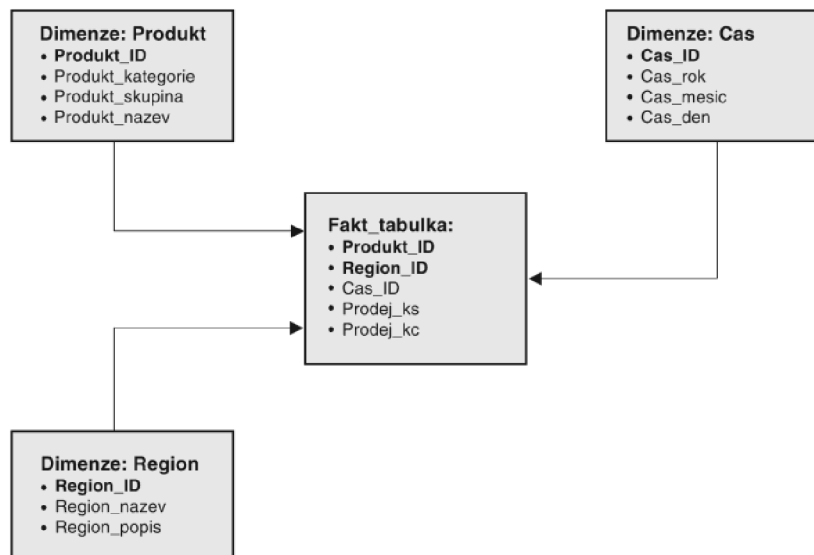 Dimenze: Produkt
• Produkt_ID
• Produkt_kategorie
• Produkt_skupina
• Produkt_nazev
Dimenze: Cas
• Cas_ID
• Cas_rok
• Cas_mesic
• Cas_den
Fakt_tabulka:
• Produkt_ID
• Region_ID
• Cas_ID
• Prodej_ks
• Prodej_kc
Dimenze: Region
• Region_ID
• Region_nazev
• Region_popis